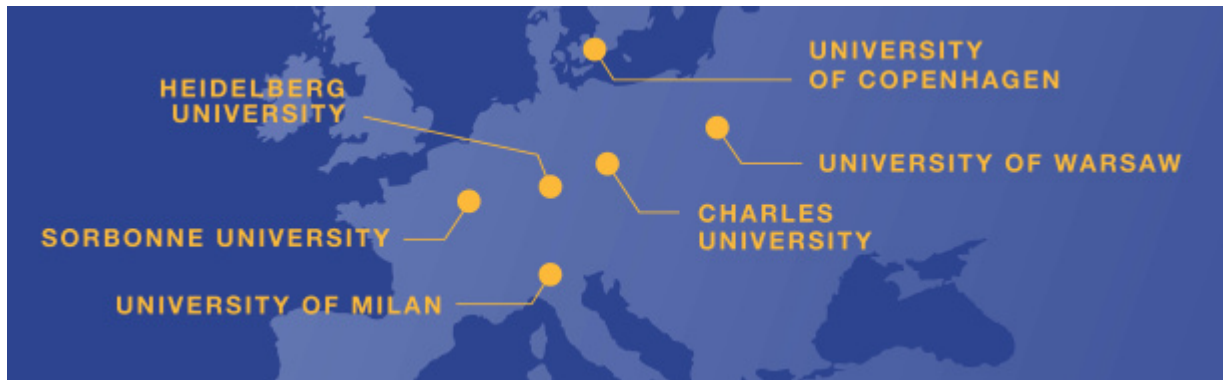 UNIVERSITY
OF COPENHAGEN
HEIDELBERG
UNIVERSITY
UNIVERSITY OF WARSAW
CHARLES
UNIVERSITY
SORBONNE UNIVERSITY
UNIVERSITY OF MILAN